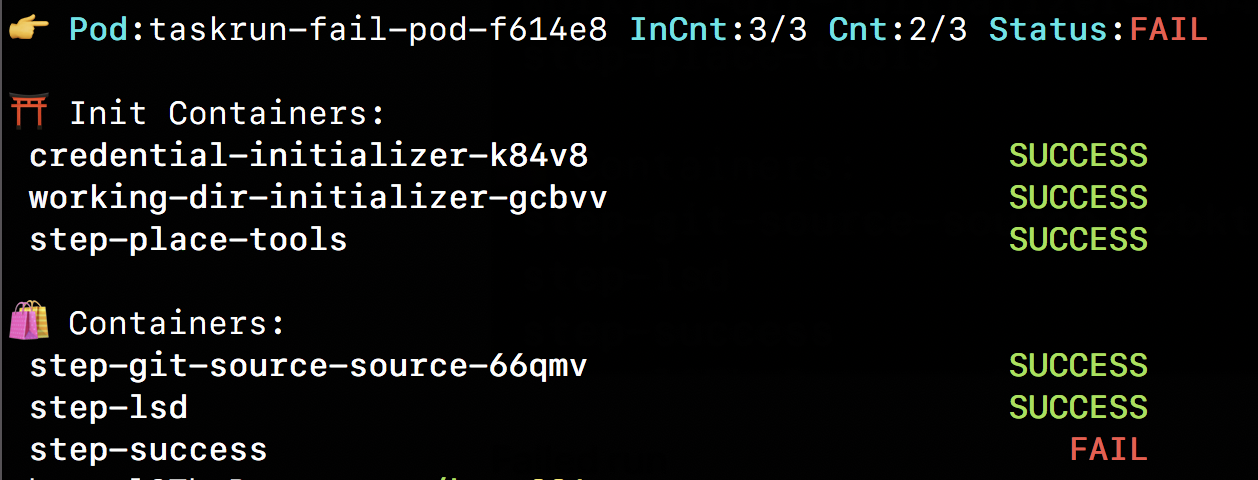 👉 Pod:taskrun-fail-pod-f614e8 InCnt:3/3 Cnt:2/3 Status:FAIL
⛩ Init Containers:
credential-initializer-k84v8 SUCCESS
working-dir-initializer-gcbvv SUCCESS
step-place-tools SUCCESS
🛍 Containers:
step-git-source-source-66qmv SUCCESS
step-lsd SUCCESS
step-success FAIL